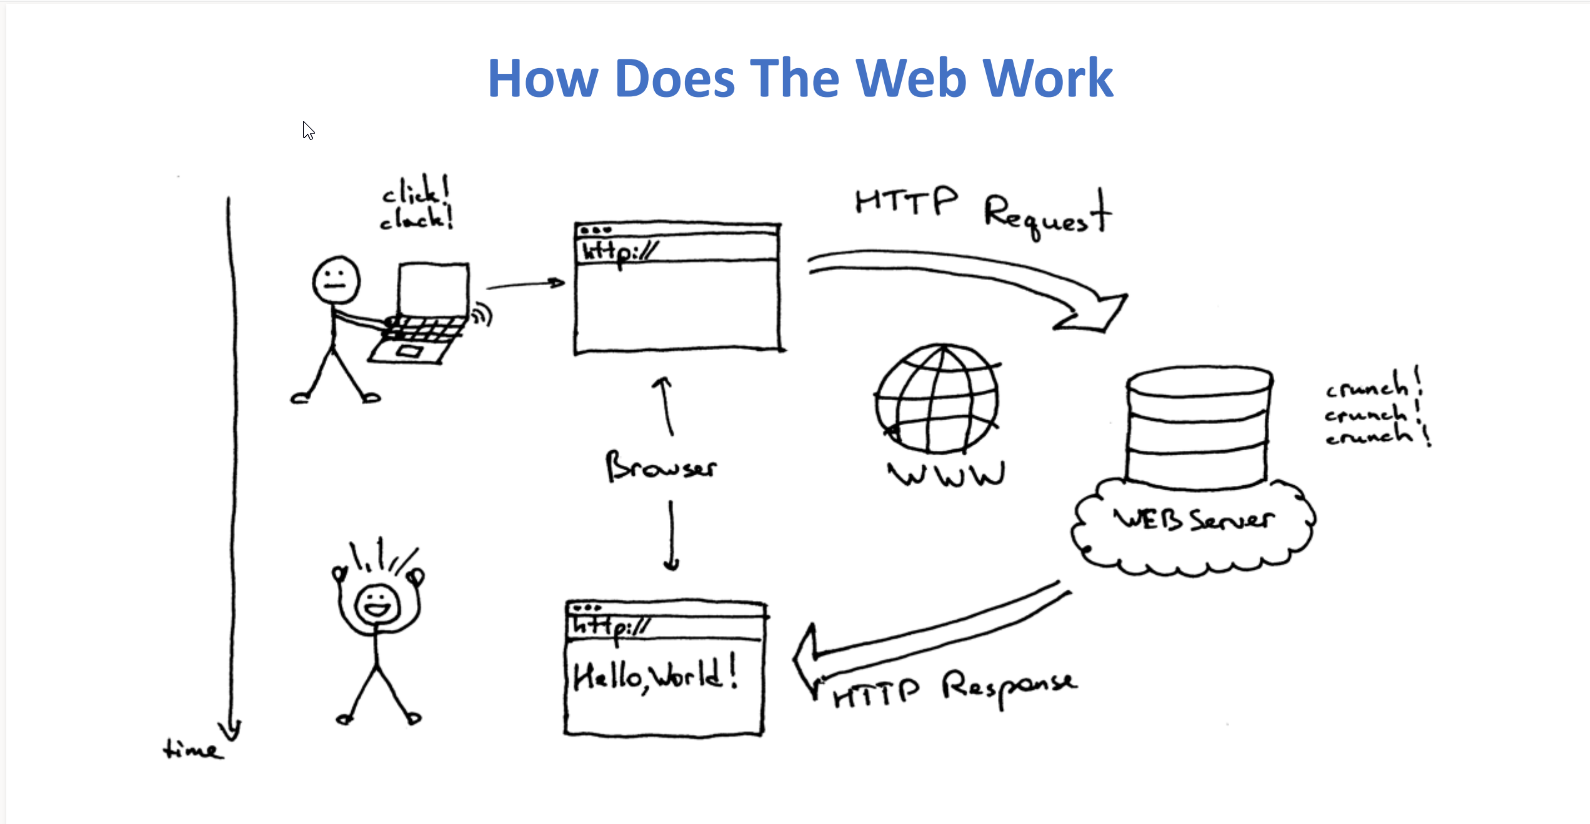 How Does The Web Work
click!
clack!
HTTP Request
http://
crunch!
crunch!
crunch!
Browser
WWW
WEB Server
http://
Hello, World!
HTTP Response
time